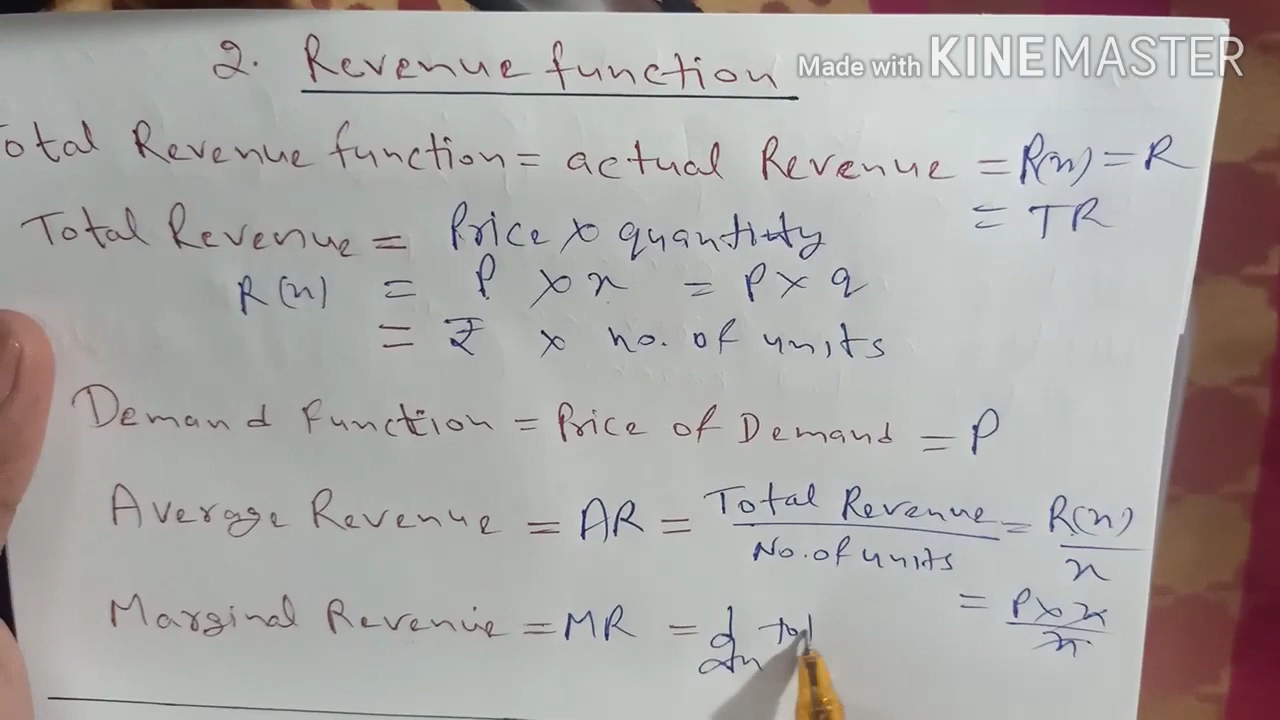 2. Revenue function
Made with KINEMASTER
Total Revenue function = actual Revenue = R(x) = R
= TR
Total Revenue = Price × quantity
R(x) = P × x = P × q
= ₹ × no. of units
Demand Function = Price of Demand = P
Average Revenue = AR = Total Revenue / No. of units = R(x) / x
= P × x / x
Marginal Revenue = MR = d/dx